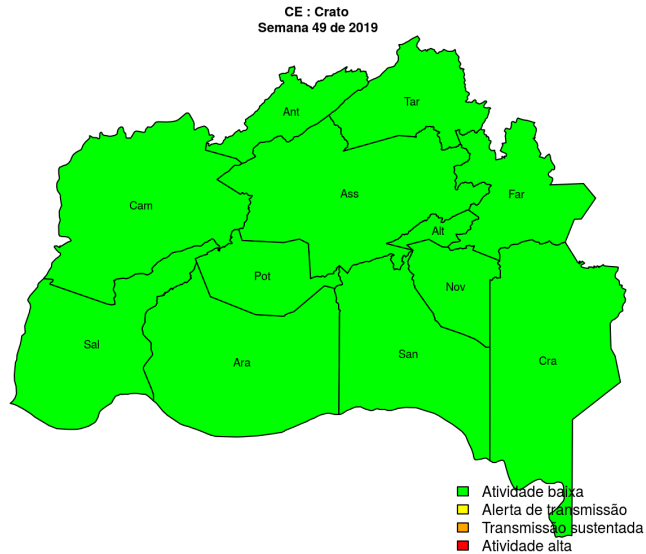 CE : Crato
Semana 49 de 2019
Tar
Ant
Ass
Far
Cam
Alt
Pot
Nov
Sal
San
Ara
Cra
Atividade baixa
Alerta de transmissão
Transmissão sustentada
Atividade alta